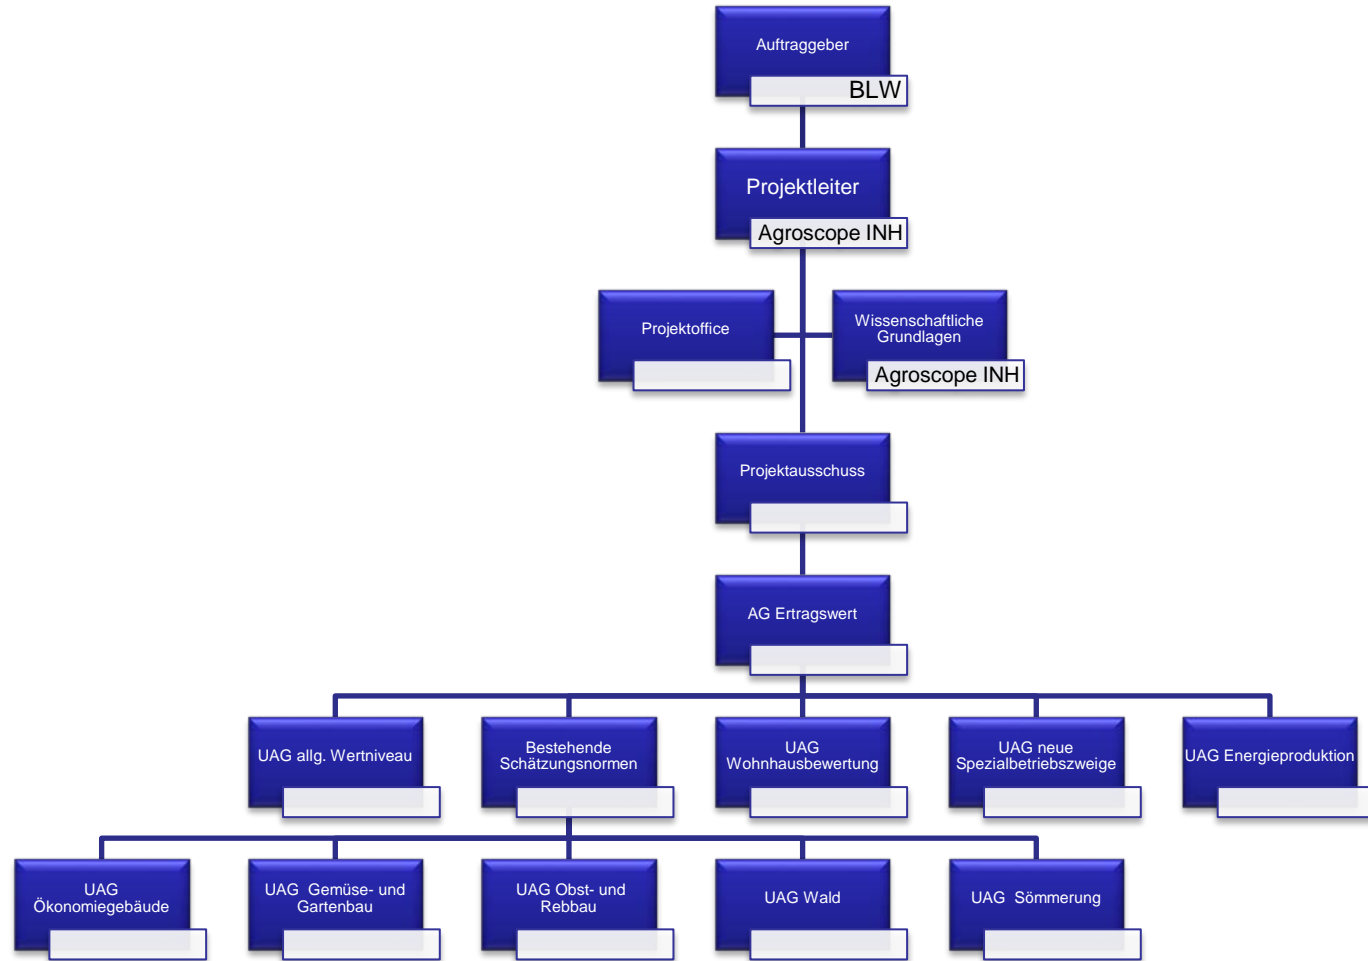 Auftraggeber
BLW
Projektleiter
Agroscope INH
Projektoffice
Wissenschaftliche
Grundlagen
Agroscope INH
Projektausschuss
AG Ertragswert
UAG allg. Wertniveau
Bestehende
Schätzungsnormen
UAG
Wohnhausbewertung
UAG neue
Spezialbetriebszweige
UAG Energieproduktion
UAG
Ökonomiegebäude
UAG Gemüse- und
Gartenbau
UAG Obst- und
Rebbau
UAG Wald
UAG Sömmerung